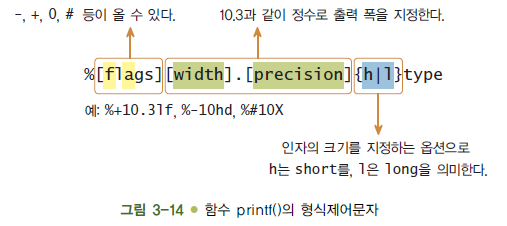 -, +, 0, # 등이 올 수 있다.
10.3과 같이 정수로 출력 폭을 지정한다.
%[flags][width].[precision]{h|l}type
예: %+10.3lf, %-10hd, %#10X
인자의 크기를 지정하는 옵션으로
h는 short를, l은 long을 의미한다.
그림 3-14 ● 함수 printf()의 형식제어문자